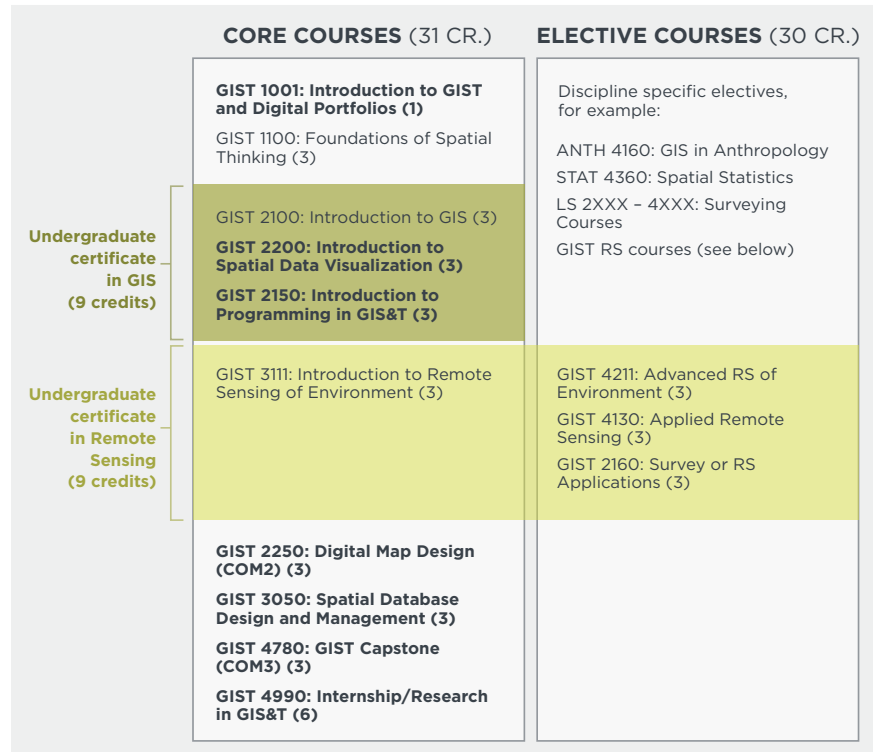 CORE COURSES (31 CR.)
ELECTIVE COURSES (30 CR.)
GIST 1001: Introduction to GIST
and Digital Portfolios (1)
GIST 1100: Foundations of Spatial
Thinking (3)
Discipline specific electives,
for example:
ANTH 4160: GIS in Anthropology
STAT 4360: Spatial Statistics
LS 2XXX – 4XXX: Surveying
Courses
GIST RS courses (see below)
Undergraduate
certificate
in GIS
(9 credits)
GIST 2100: Introduction to GIS (3)
GIST 2200: Introduction to
Spatial Data Visualization (3)
GIST 2150: Introduction to
Programming in GIS&T (3)
Undergraduate
certificate
in Remote
Sensing
(9 credits)
GIST 3111: Introduction to Remote
Sensing of Environment (3)
GIST 4211: Advanced RS of
Environment (3)
GIST 4130: Applied Remote
Sensing (3)
GIST 2160: Survey or RS
Applications (3)
GIST 2250: Digital Map Design
(COM2) (3)
GIST 3050: Spatial Database
Design and Management (3)
GIST 4780: GIST Capstone
(COM3) (3)
GIST 4990: Internship/Research
in GIS&T (6)